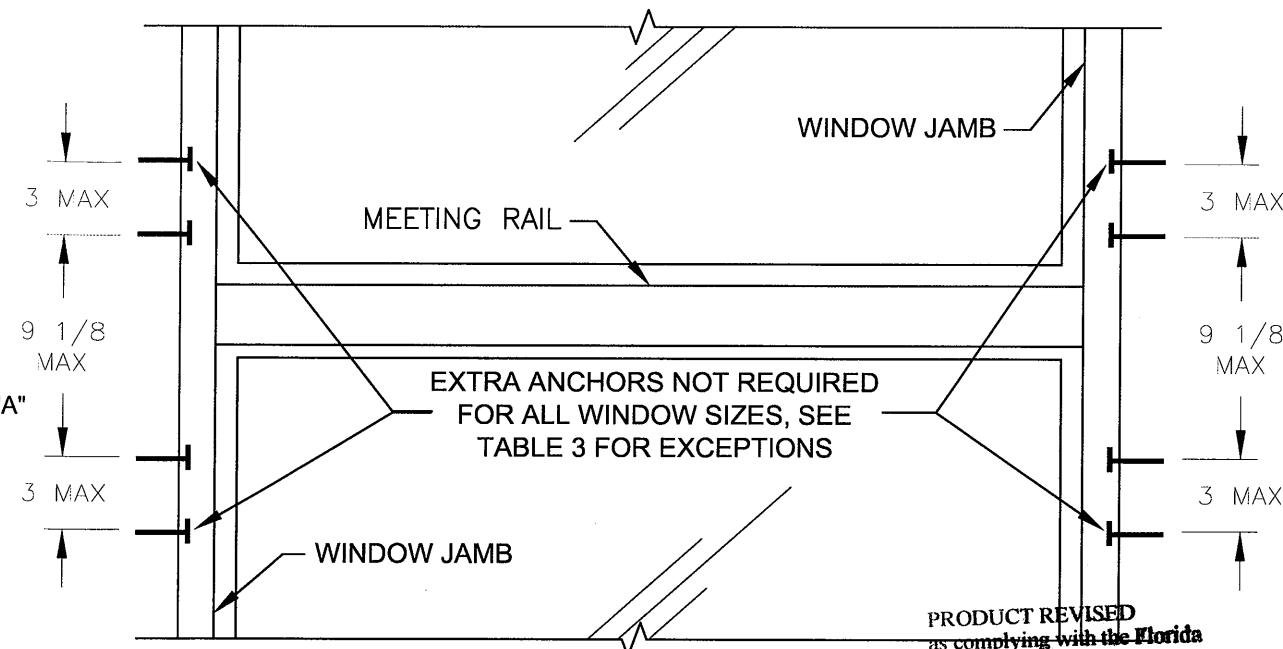 WINDOW JAMB
3 MAX
3 MAX
MEETING RAIL
9 1/8
MAX
9 1/8
MAX
"A"
EXTRA ANCHORS NOT REQUIRED
FOR ALL WINDOW SIZES, SEE
TABLE 3 FOR EXCEPTIONS
3 MAX
3 MAX
WINDOW JAMB
PRODUCT REVISED
as complying with the Florida